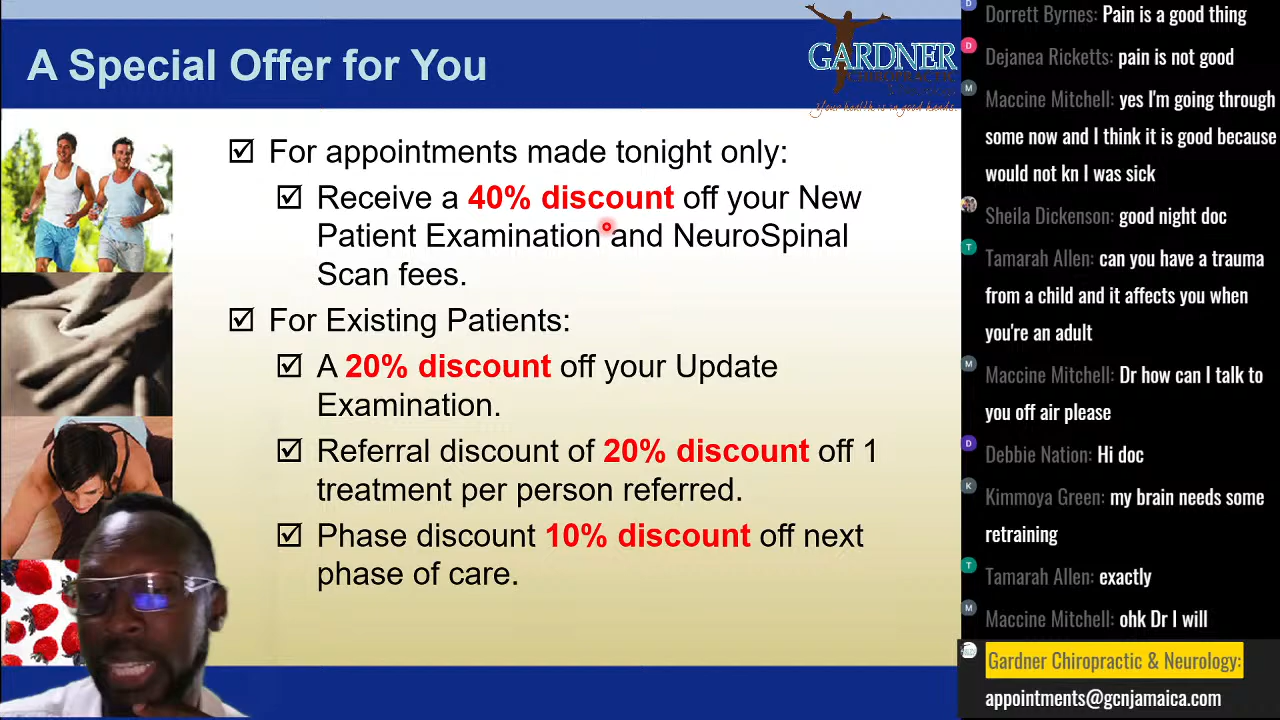 A Special Offer for You
GARDNER
CHIROPRACTIC
Your health is in good hands.
For appointments made tonight only:
Receive a 40% discount off your New
Patient Examination and NeuroSpinal
Scan fees.
For Existing Patients:
A 20% discount off your Update
Examination.
Referral discount of 20% discount off 1
treatment per person referred.
Phase discount 10% discount off next
phase of care.
D
Dorrett Byrnes: Pain is a good thing
D
Dejanea Ricketts: pain is not good
M
Maccine Mitchell: yes I'm going through
some now and I think it is good because
would not kn I was sick
Sheila Dickenson: good night doc
T
Tamarah Allen: can you have a trauma
from a child and it affects you when
you're an adult
M
Maccine Mitchell: Dr how can I talk to
you off air please
D
Debbie Nation: Hi doc
K
Kimmoya Green: my brain needs some
retraining
T
Tamarah Allen: exactly
M
Maccine Mitchell: ohk Dr I will
Gardner Chiropractic & Neurology:
appointments@gcnjamaica.com